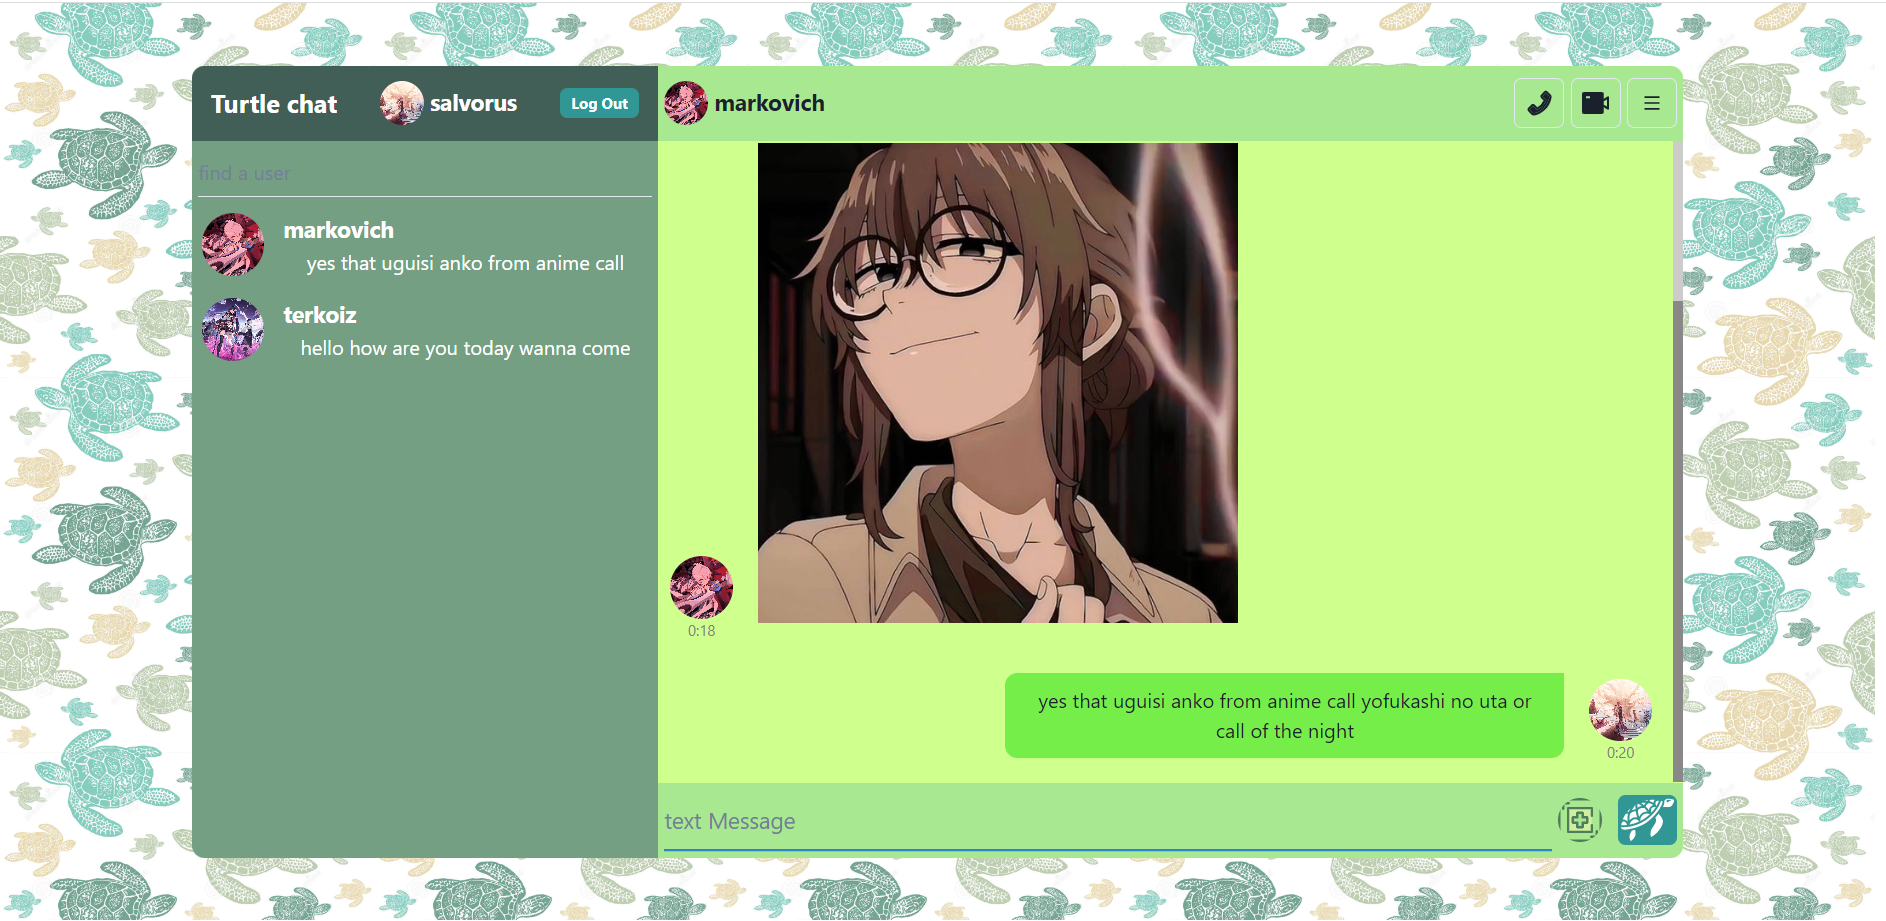 Turtle chat
salvorus
Log Out
find a user
markovich
yes that uguisi anko from anime call
terkoiz
hello how are you today wanna come
markovich
0:18
yes that uguisi anko from anime call yofukashi no uta or
call of the night
0:20
text Message